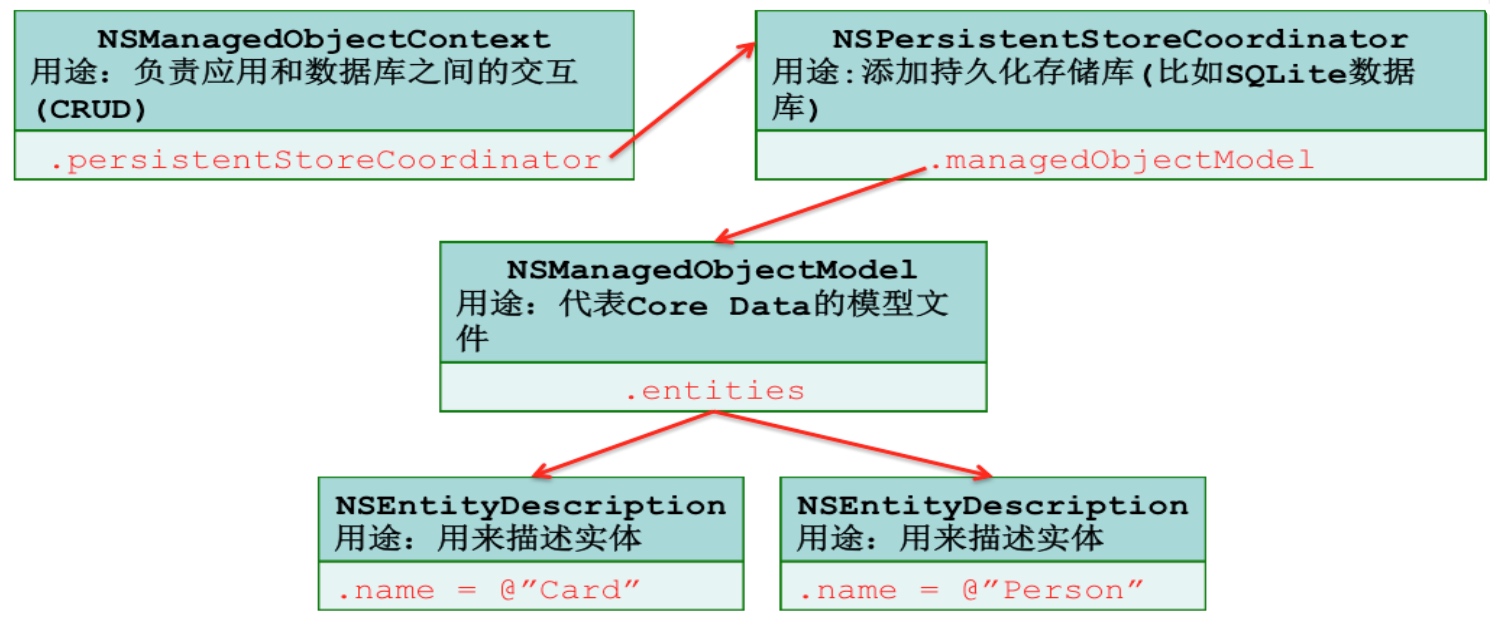 NSManagedObjectContext
用途：负责应用和数据库之间的交互
(CRUD)
.persistentStoreCoordinator
NSPersistentStoreCoordinator
用途:添加持久化存储库(比如SQLite数据
库)
.managedObjectModel
NSManagedObjectModel
用途：代表Core Data的模型文
件
.entities
NSEntityDescription
用途：用来描述实体
.name = @”Card”
NSEntityDescription
用途：用来描述实体
.name = @”Person”